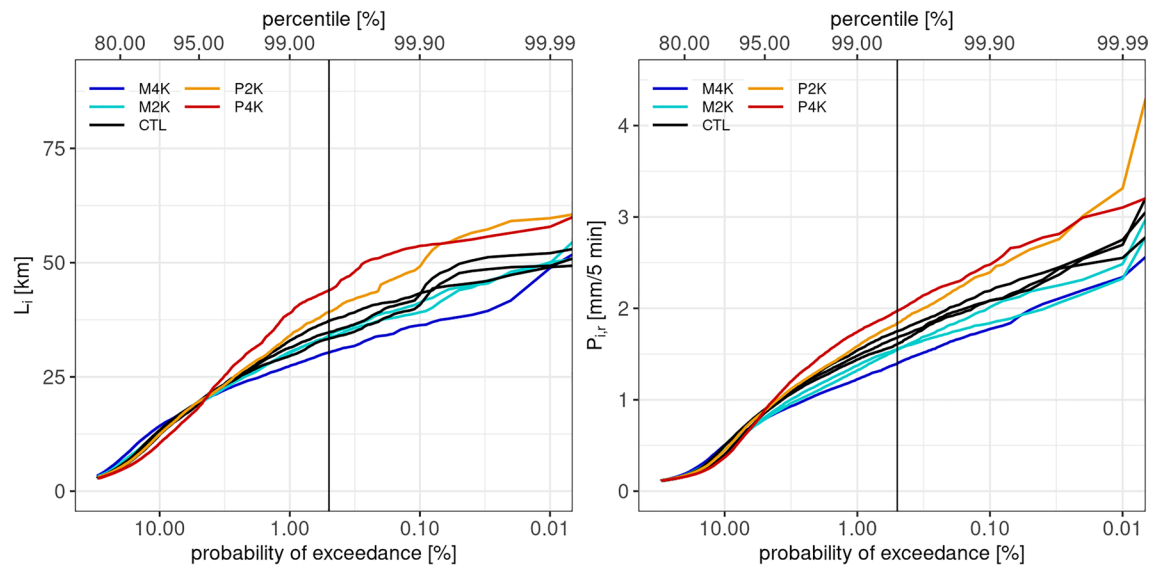 percentile [%]
80.00 95.00 99.00 99.90 99.99
M4K P2K
M2K P4K
CTL
75
50
25
0
L i [km]
10.00 1.00 0.10 0.01
probability of exceedance [%]
percentile [%]
80.00 95.00 99.00 99.90 99.99
M4K P2K
M2K P4K
CTL
4
3
2
1
0
P i,r [mm/5 min]
10.00 1.00 0.10 0.01
probability of exceedance [%]